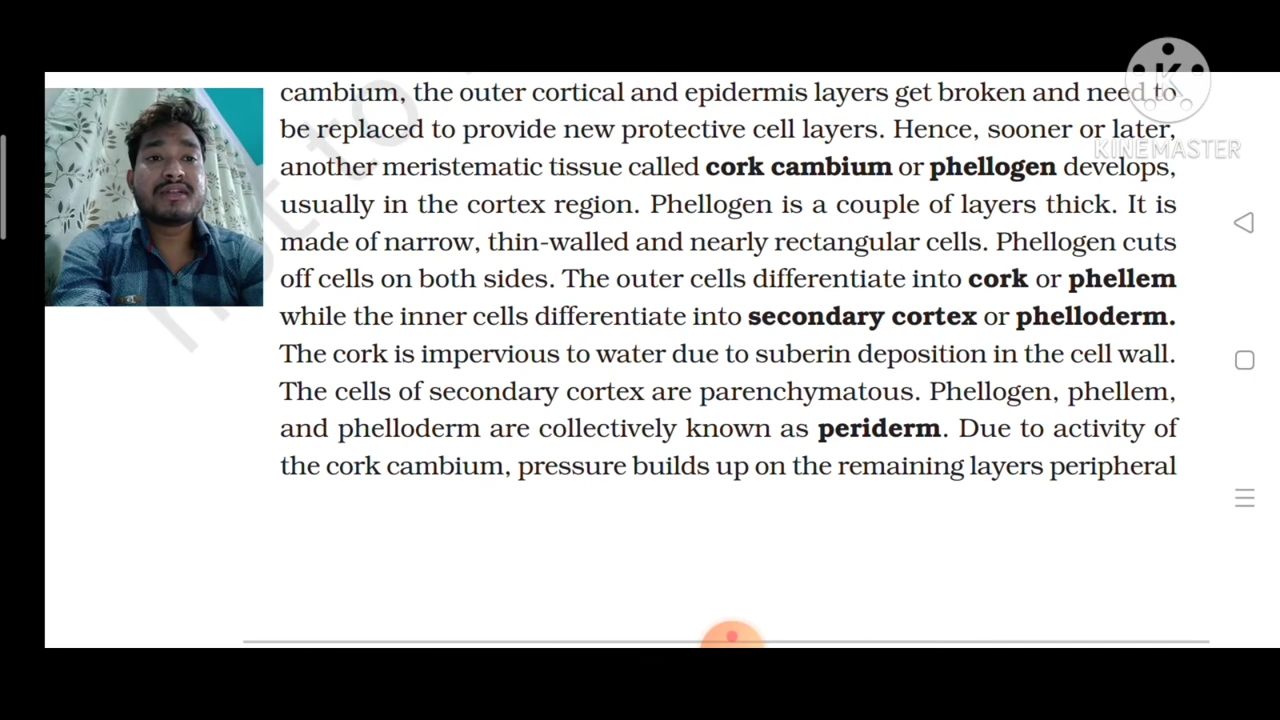 cambium, the outer cortical and epidermis layers get broken and need to
be replaced to provide new protective cell layers. Hence, sooner or later,
another meristematic tissue called cork cambium or phellogen develops,
usually in the cortex region. Phellogen is a couple of layers thick. It is
made of narrow, thin-walled and nearly rectangular cells. Phellogen cuts
off cells on both sides. The outer cells differentiate into cork or phellem
while the inner cells differentiate into secondary cortex or phelloderm.
The cork is impervious to water due to suberin deposition in the cell wall.
The cells of secondary cortex are parenchymatous. Phellogen, phellem,
and phelloderm are collectively known as periderm. Due to activity of
the cork cambium, pressure builds up on the remaining layers peripheral
KINEMASTER
not to